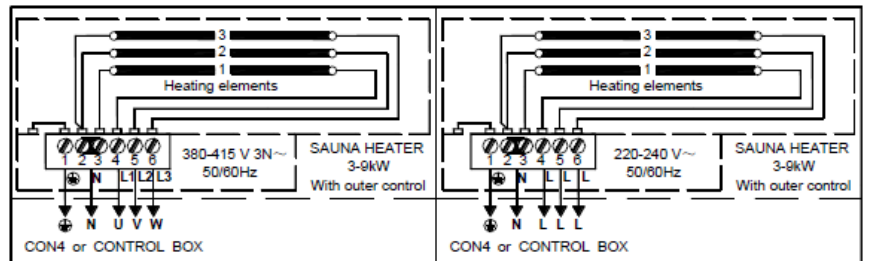 3
2
1
Heating elements
1 2 3 4 5 6
N L1 L2 L3
380-415 V 3N~
50/60Hz
SAUNA HEATER
3-9kW
With outer control
N U V W
CON4 or CONTROL BOX
3
2
1
Heating elements
1 2 3 4 5 6
N L L L
220-240 V~
50/60Hz
SAUNA HEATER
3-9kW
With outer control
N L L L
CON4 or CONTROL BOX